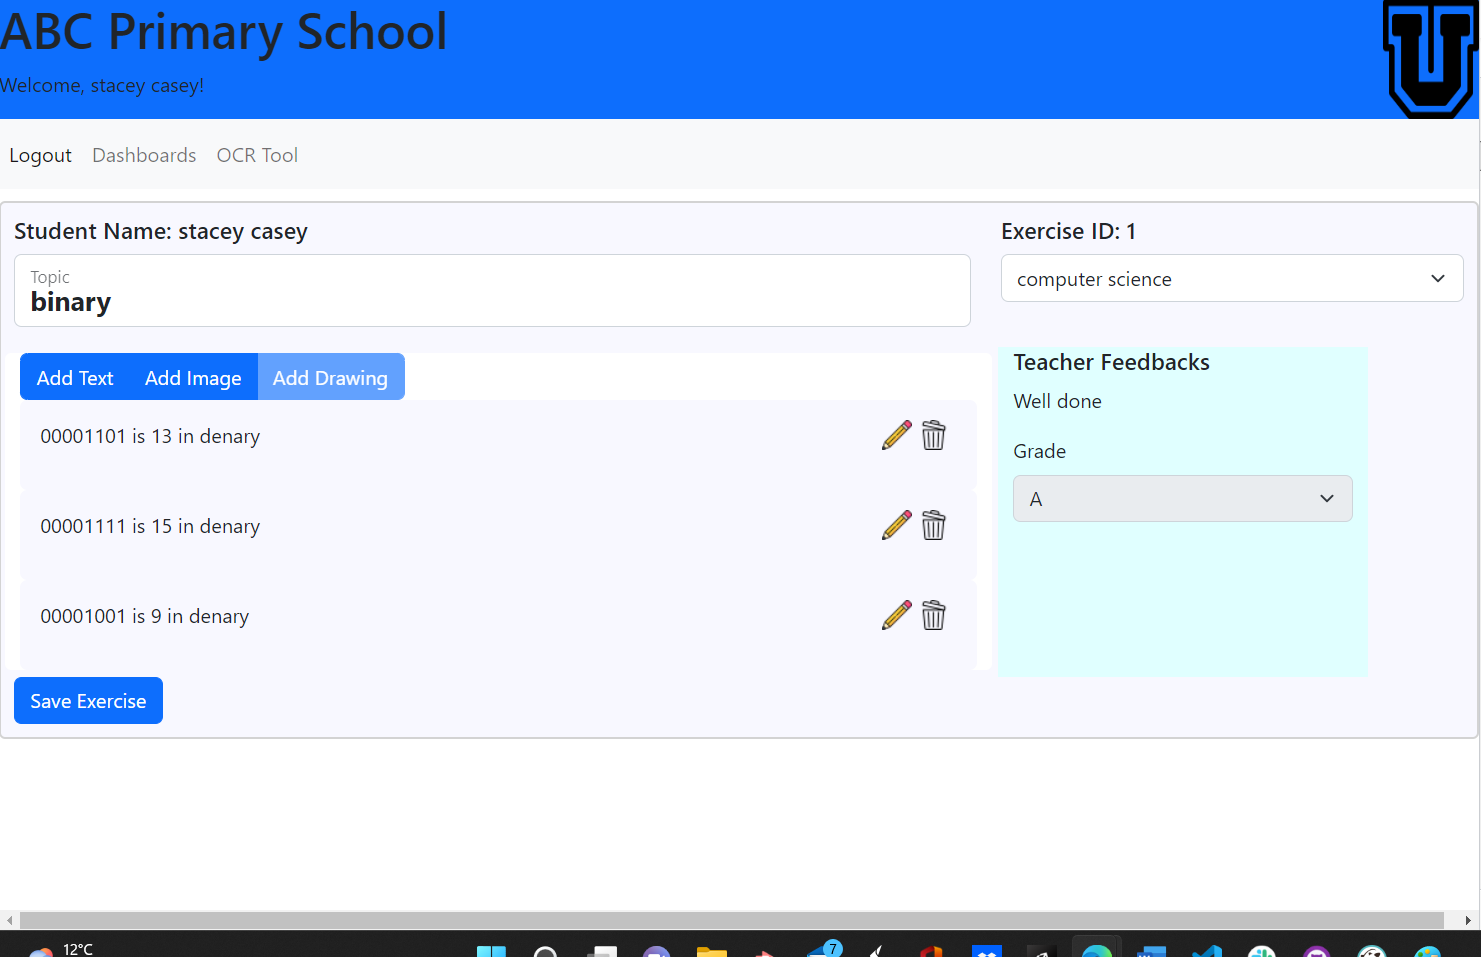 ABC Primary School
Welcome, stacey casey!
Logout Dashboards OCR Tool
Student Name: stacey casey
Exercise ID: 1
Topic
binary
computer science
Add Text Add Image Add Drawing
00001101 is 13 in denary
00001111 is 15 in denary
00001001 is 9 in denary
Save Exercise
Teacher Feedbacks
Well done
Grade
A
12°C
7